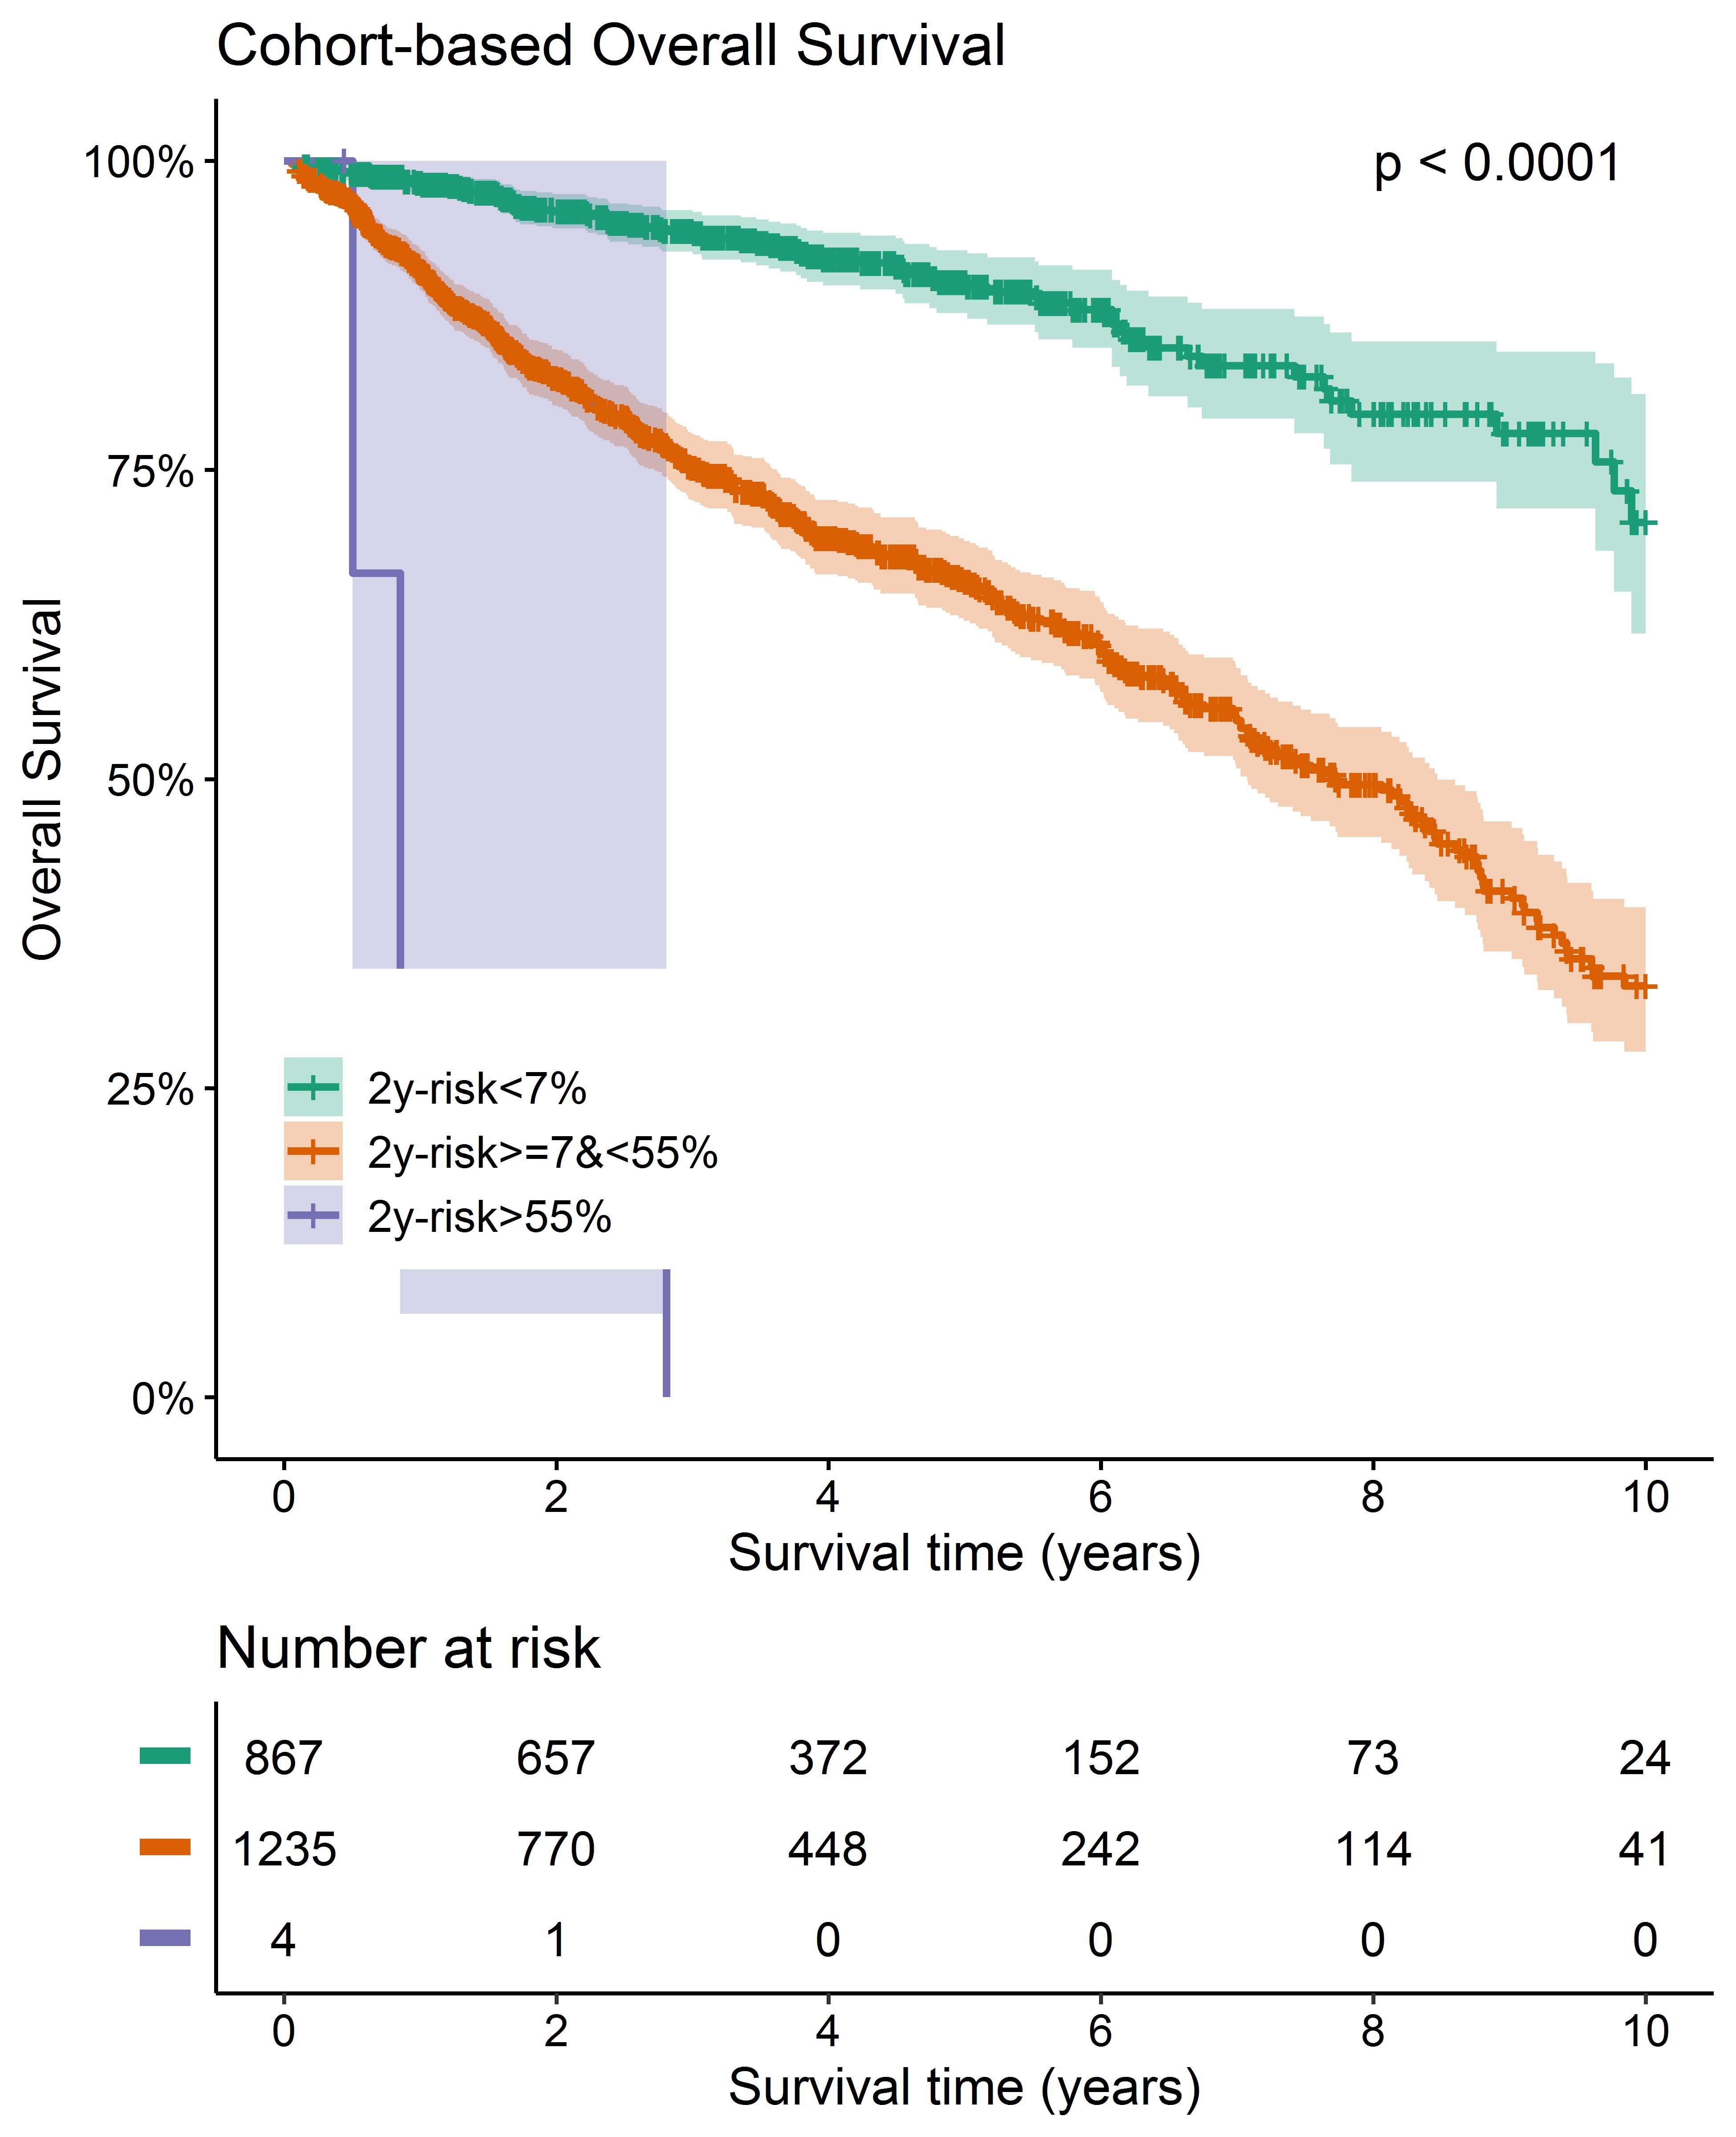 Cohort-based Overall Survival
p < 0.0001
100%
75%
50%
25%
0%
Overall Survival
2y-risk<7%
2y-risk>=7&<55%
2y-risk>55%
0 2 4 6 8 10
Survival time (years)
Number at risk
867 657 372 152 73 24
1235 770 448 242 114 41
4 1 0 0 0 0
0 2 4 6 8 10
Survival time (years)